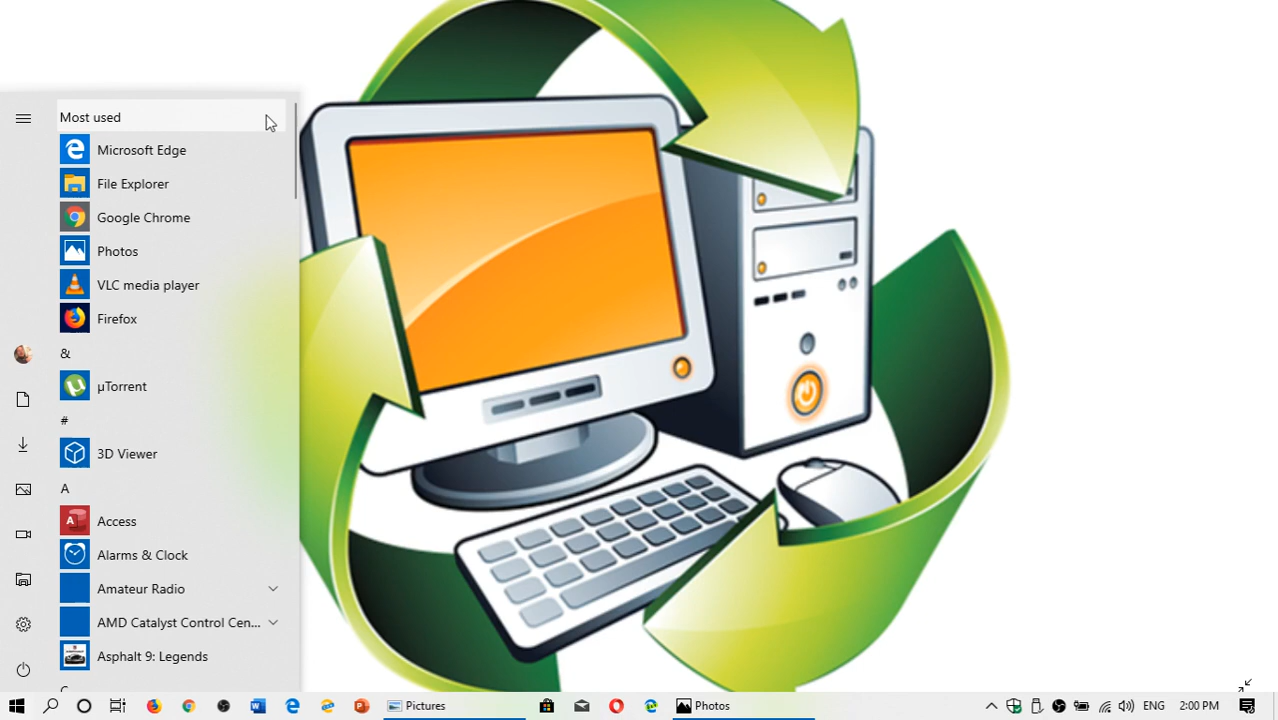 Most used
Microsoft Edge
File Explorer
Google Chrome
Photos
VLC media player
Firefox
&
µTorrent
#
3D Viewer
A
Access
Alarms & Clock
Amateur Radio
AMD Catalyst Control Cen...
Asphalt 9: Legends
Pictures
Photos
ENG
2:00 PM